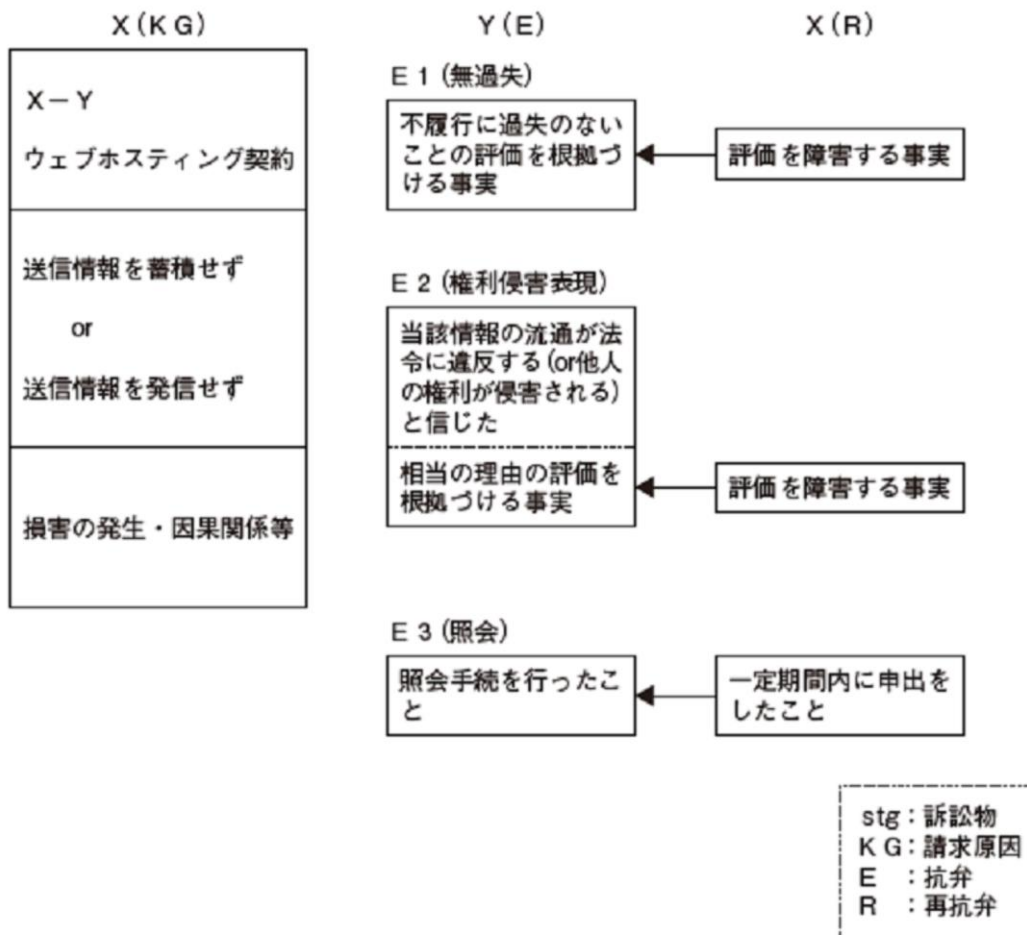 X(KG)
X－Y
ウェブホスティング契約
送信情報を蓄積せず
or
送信情報を発信せず
損害の発生・因果関係等
Y(E)
E1(無過失)
不履行に過失のない
ことの評価を根拠づ
ける事実
E2(権利侵害表現)
当該情報の流通が法
令に違反する(or他人
の権利が侵害される)
と信じた
相当の理由の評価を
根拠づける事実
E3(照会)
照会手続を行ったこ
と
X(R)
評価を障害する事実
評価を障害する事実
一定期間内に申出を
したこと
stg：訴訟物
KG：請求原因
E：抗弁
R：再抗弁